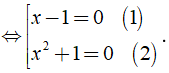 ⇔ [ x − 1 = 0 (1)
x² + 1 = 0 (2) .